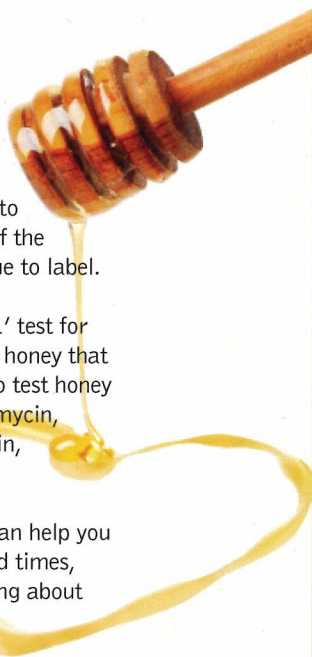 to
f the
ue to label.
.' test for
honey that
o test honey
mycin,
in,
an help you
d times,
ng about